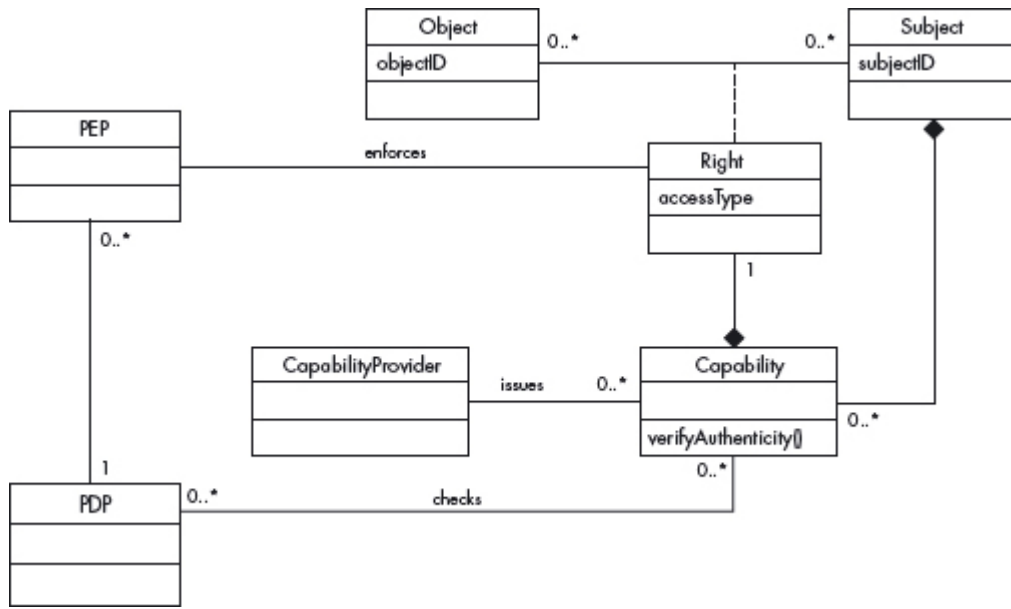 Object
0..*
0..*
Subject
objectID
subjectID
PEP
enforces
Right
accessType
0..*
1
CapabilityProvider
issues
0..*
Capability
0..*
verifyAuthenticity()
1
0..*
0..*
PDP
checks